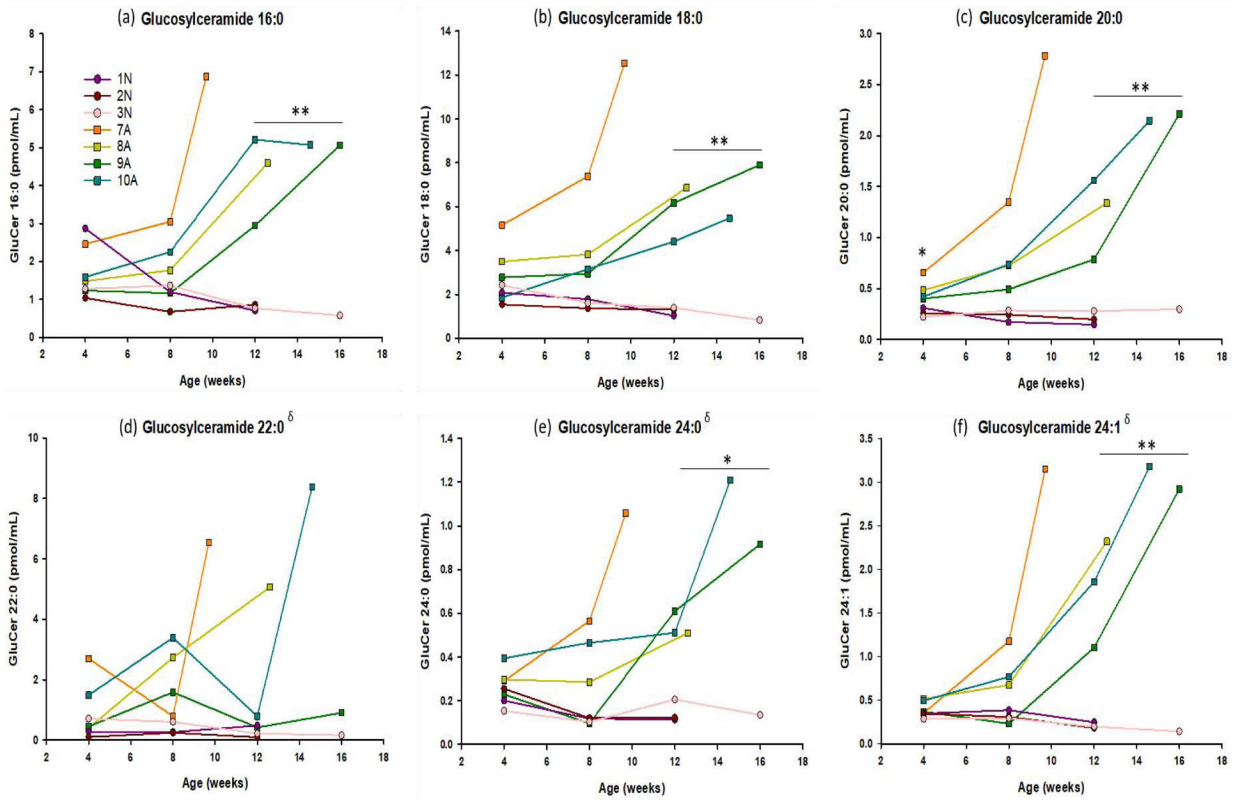 (a) Glucosylceramide 16:0
GluCer 16:0 (pmol/mL)
8
7
6
5
4
3
2
1
0
1N
2N
3N
7A
8A
9A
10A
**
2 4 6 8 10 12 14 16 18
Age (weeks)
(b) Glucosylceramide 18:0
GluCer 18:0 (pmol/mL)
14
12
10
8
6
4
2
0
**
2 4 6 8 10 12 14 16 18
Age (weeks)
(c) Glucosylceramide 20:0
GluCer 20:0 (pmol/mL)
3.0
2.5
2.0
1.5
1.0
0.5
0.0
*
**
2 4 6 8 10 12 14 16 18
Age (weeks)
(d) Glucosylceramide 22:0 δ
GluCer 22:0 (pmol/mL)
10
8
6
4
2
0
2 4 6 8 10 12 14 16 18
Age (weeks)
(e) Glucosylceramide 24:0 δ
GluCer 24:0 (pmol/mL)
1.4
1.2
1.0
0.8
0.6
0.4
0.2
0.0
*
2 4 6 8 10 12 14 16 18
Age (weeks)
(f) Glucosylceramide 24:1 δ
GluCer 24:1 (pmol/mL)
3.5
3.0
2.5
2.0
1.5
1.0
0.5
0.0
**
2 4 6 8 10 12 14 16 18
Age (weeks)